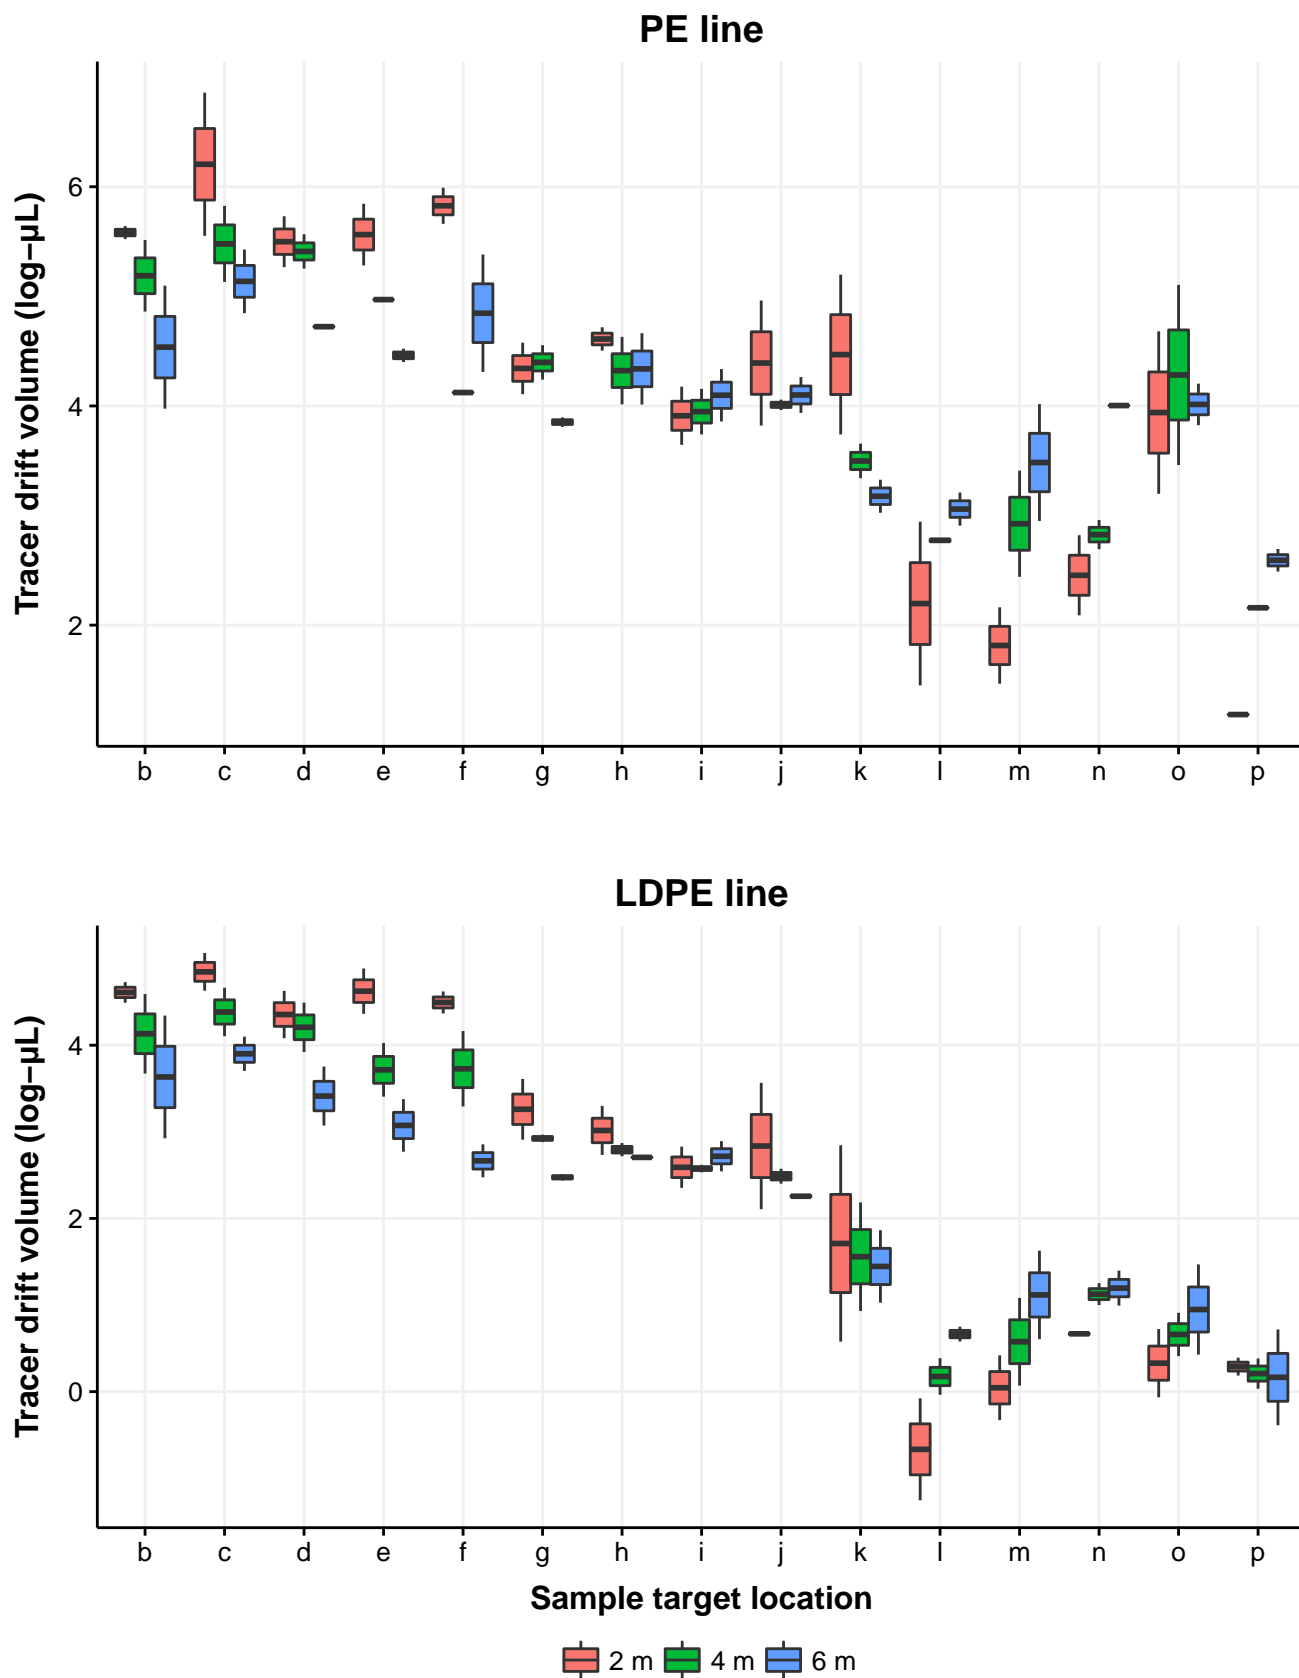 PE line
Tracer drift volume (log−μL)
6
4
2
b c d e f g h i j k l m n o p
LDPE line
Tracer drift volume (log−μL)
4
2
0
b c d e f g h i j k l m n o p
Sample target location
2 m 4 m 6 m